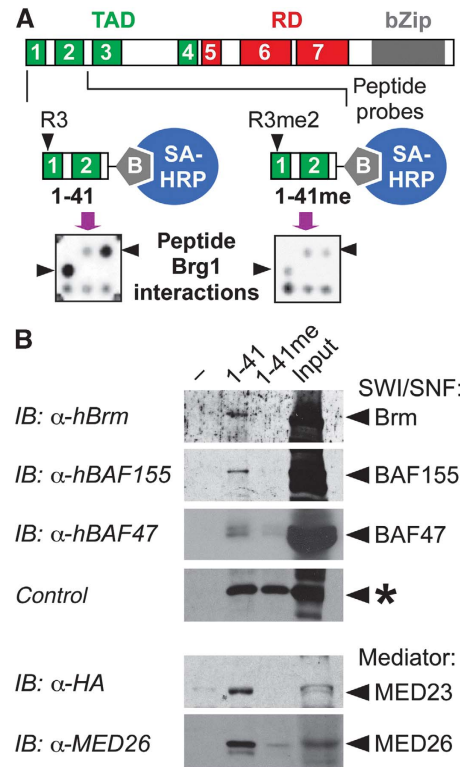 A
TAD RD bZip
1 2 3 4 5 6 7
Peptide
probes
R3 R3me2
1 2 B SA-
HRP
1 2 B SA-
HRP
1-41 1-41me
Peptide
Brg1
interactions
B
– 1-41 1-41me Input
SWI/SNF:
IB: α-hBrm Brm
IB: α-hBAF155 BAF155
IB: α-hBAF47 BAF47
Control *
Mediator:
IB: α-HA MED23
IB: α-MED26 MED26